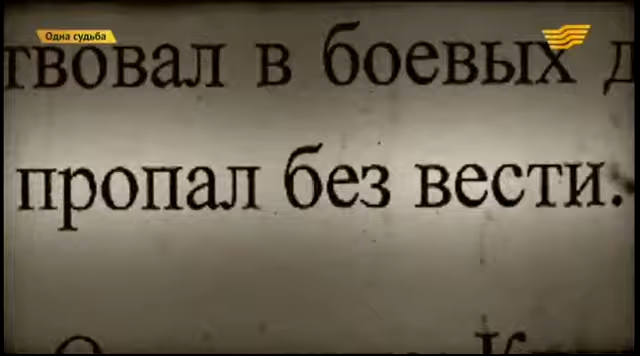 Одна судьба
твовал в боевых д
пропал без вести.